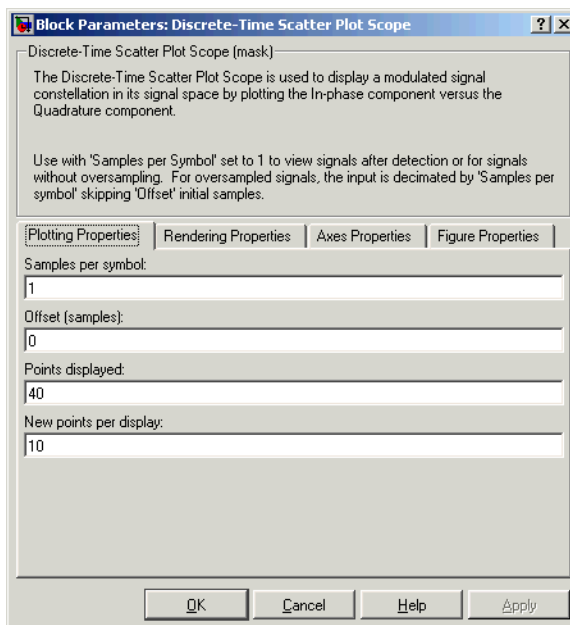 Block Parameters: Discrete-Time Scatter Plot Scope
Discrete-Time Scatter Plot Scope (mask)
The Discrete-Time Scatter Plot Scope is used to display a modulated signal
constellation in its signal space by plotting the In-phase component versus the
Quadrature component.
Use with 'Samples per Symbol' set to 1 to view signals after detection or for signals
without oversampling. For oversampled signals, the input is decimated by 'Samples per
symbol' skipping 'Offset' initial samples.
Plotting Properties Rendering Properties Axes Properties Figure Properties
Samples per symbol:
1
Offset (samples):
0
Points displayed:
40
New points per display:
10
OK Cancel Help Apply